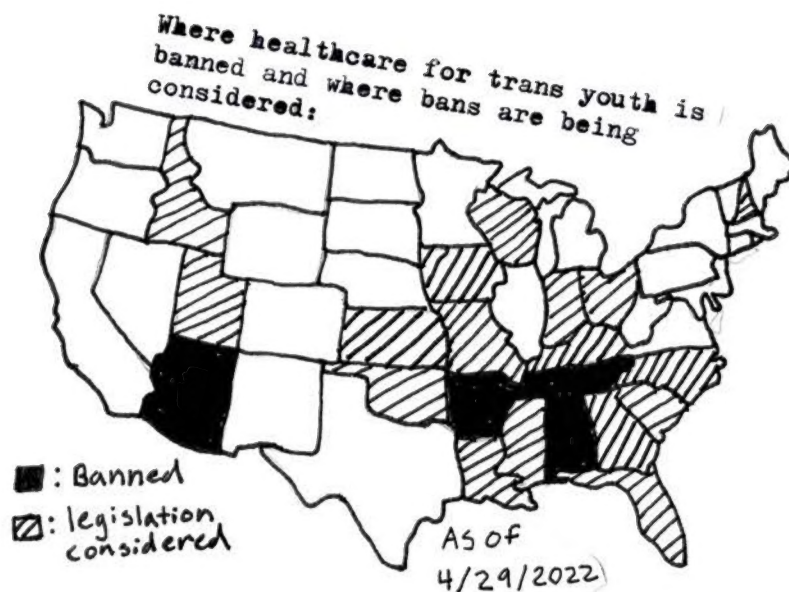 Where healthcare for trans youth is
banned and where bans are being
considered:
: Banned
: legislation
considered
As of
4/29/2022